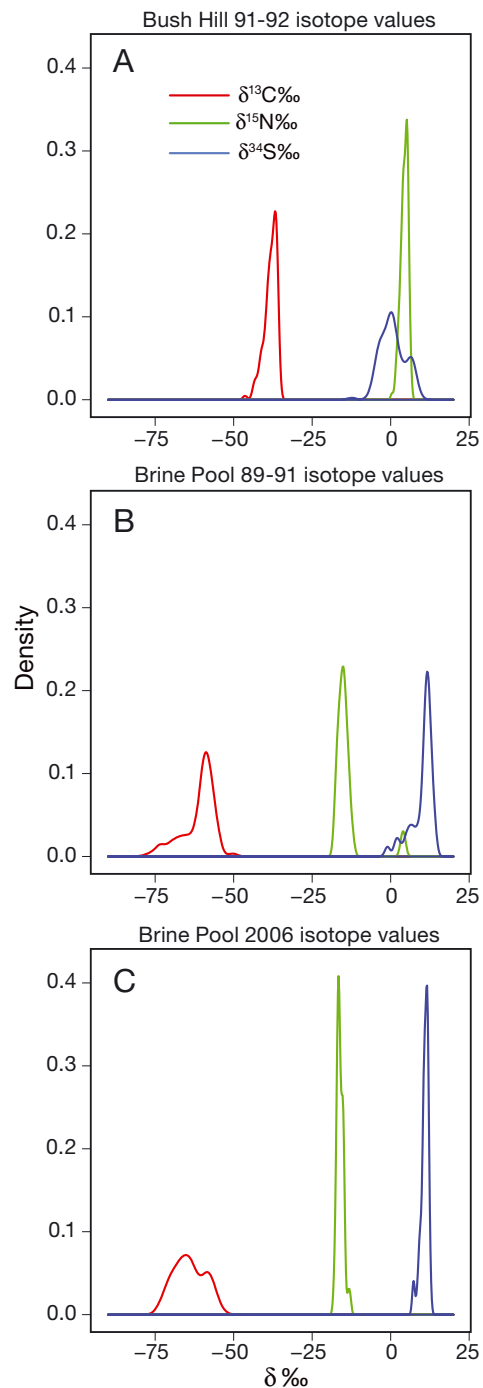 Bush Hill 91-92 isotope values
A
δ¹³C‰
δ¹⁵N‰
δ³⁴S‰
0.4
0.3
0.2
0.1
0.0
−75 −50 −25 0 25
Brine Pool 89-91 isotope values
B
0.4
0.3
0.2
0.1
0.0
Density
−75 −50 −25 0 25
Brine Pool 2006 isotope values
C
0.4
0.3
0.2
0.1
0.0
−75 −50 −25 0 25
δ ‰